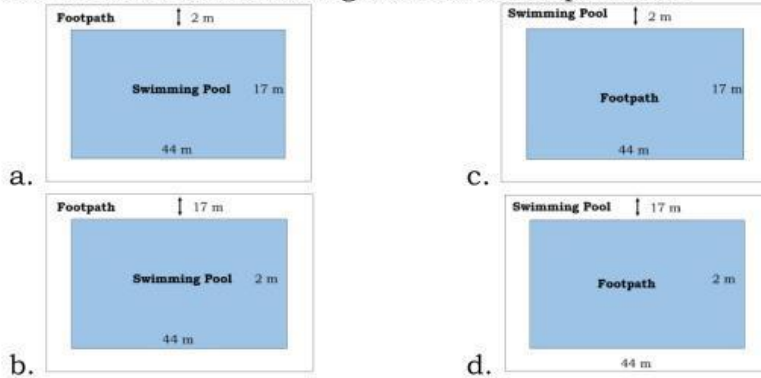 Footpath 2 m
Swimming Pool 17 m
44 m
a.
Swimming Pool 2 m
Footpath 17 m
44 m
c.
Footpath 17 m
Swimming Pool 2 m
44 m
b.
Swimming Pool 17 m
Footpath 2 m
44 m
d.